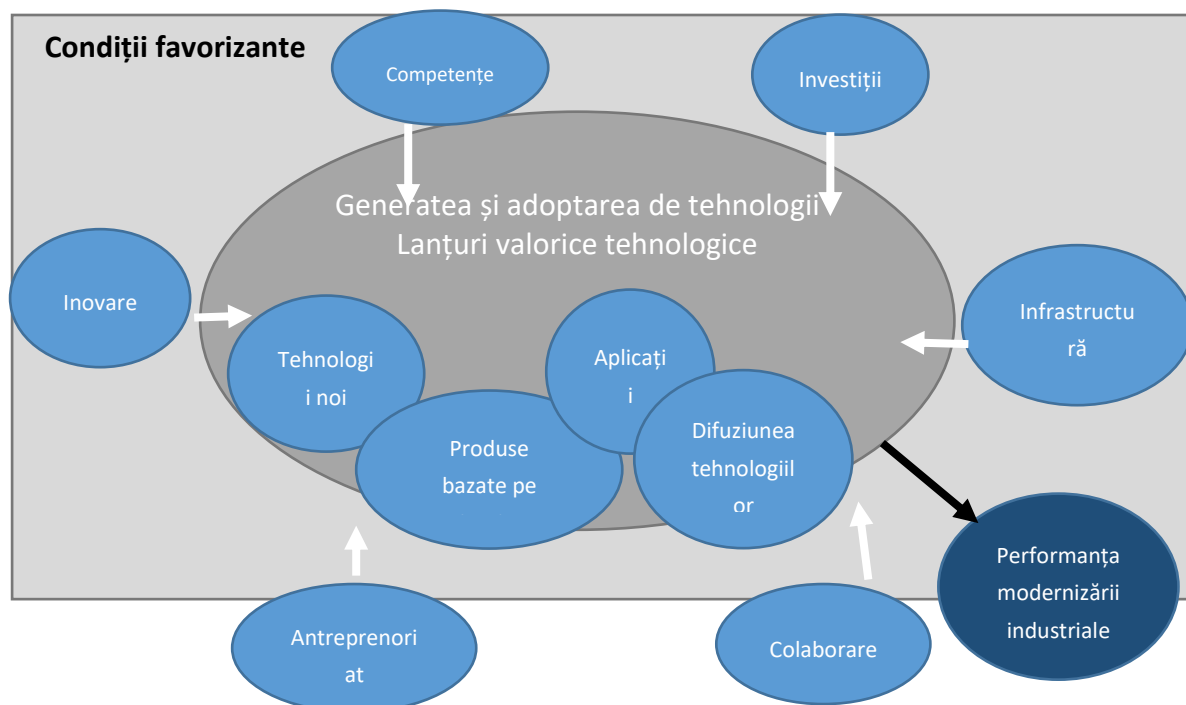 Condiții favorizante
Competențe
Investiții
Generatea și adoptarea de tehnologii
Lanțuri valorice tehnologice
Inovare
Infrastructu
ră
Tehnologi
i noi
Aplicați
i
Produse
bazate pe
Difuziunea
tehnologiil
or
Performanța
modernizării
industriale
Antreprenori
at
Colaborare